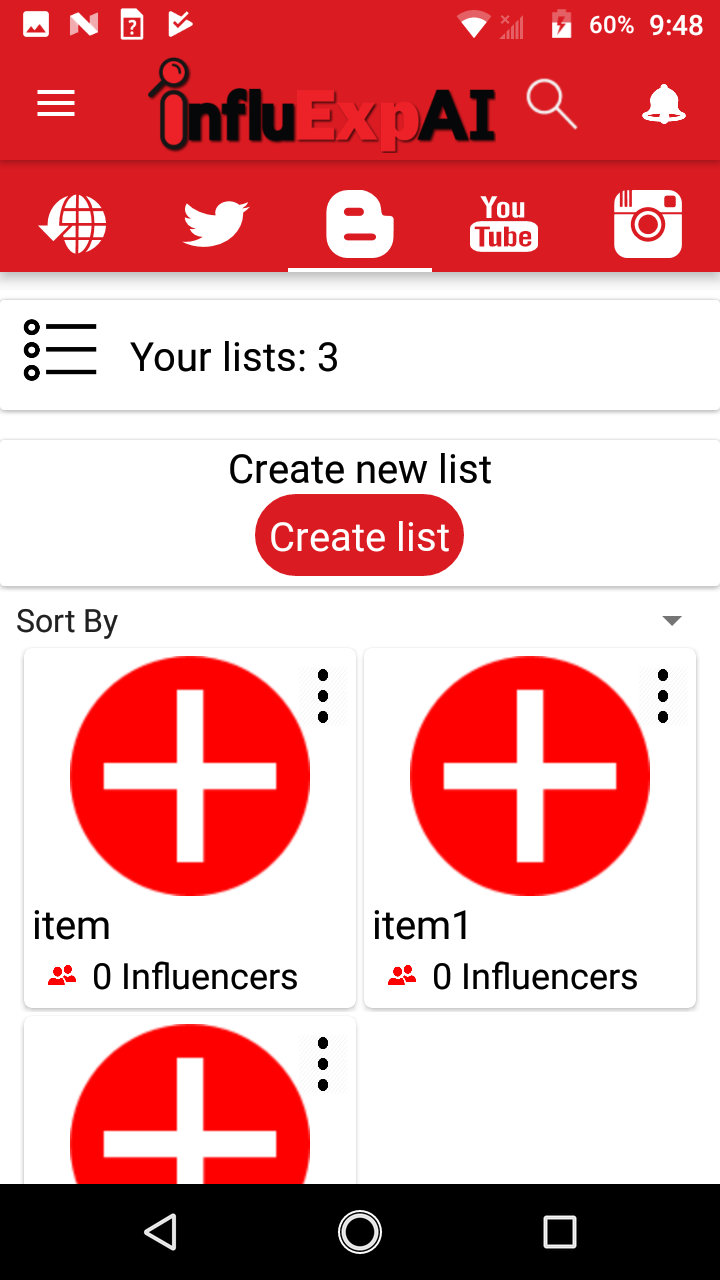 60% 9:48
influExpAI
You
Tube
Your lists: 3
Create new list
Create list
Sort By
item
0 Influencers
item1
0 Influencers